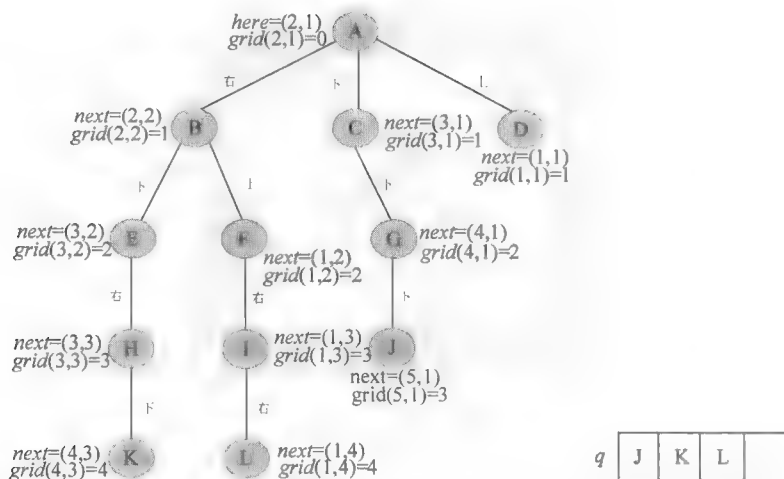 here=(2,1)
grid(2,1)=0
A
右
下
上
next=(2,2)
grid(2,2)=1
B
C
next=(3,1)
grid(3,1)=1
D
next=(1,1)
grid(1,1)=1
下
上
下
next=(3,2)
grid(3,2)=2
E
F
next=(1,2)
grid(1,2)=2
G
next=(4,1)
grid(4,1)=2
右
右
下
next=(3,3)
grid(3,3)=3
H
I
next=(1,3)
grid(1,3)=3
J
next=(5,1)
grid(5,1)=3
下
右
next=(4,3)
grid(4,3)=4
K
L
next=(1,4)
grid(1,4)=4
q J K L